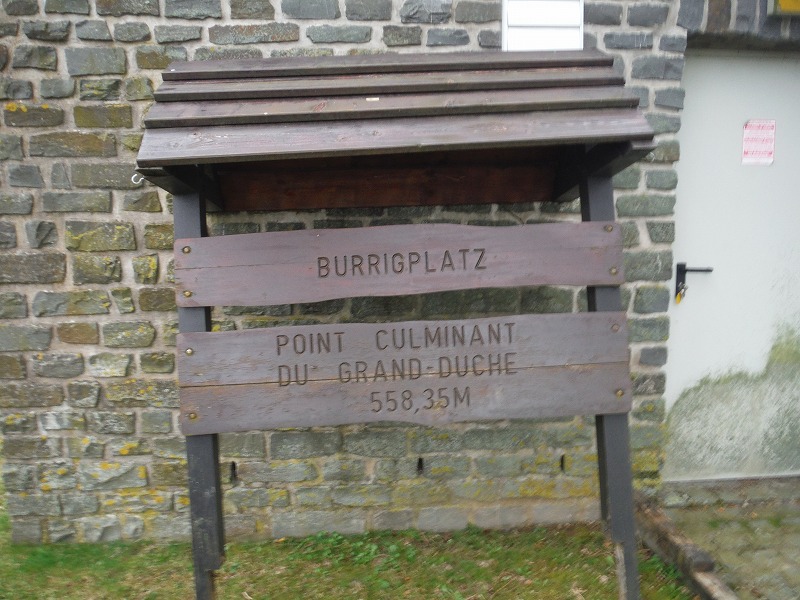 BURRIGPLATZ
POINT CULMINANT
DU GRAND-DUCHE
558,35M